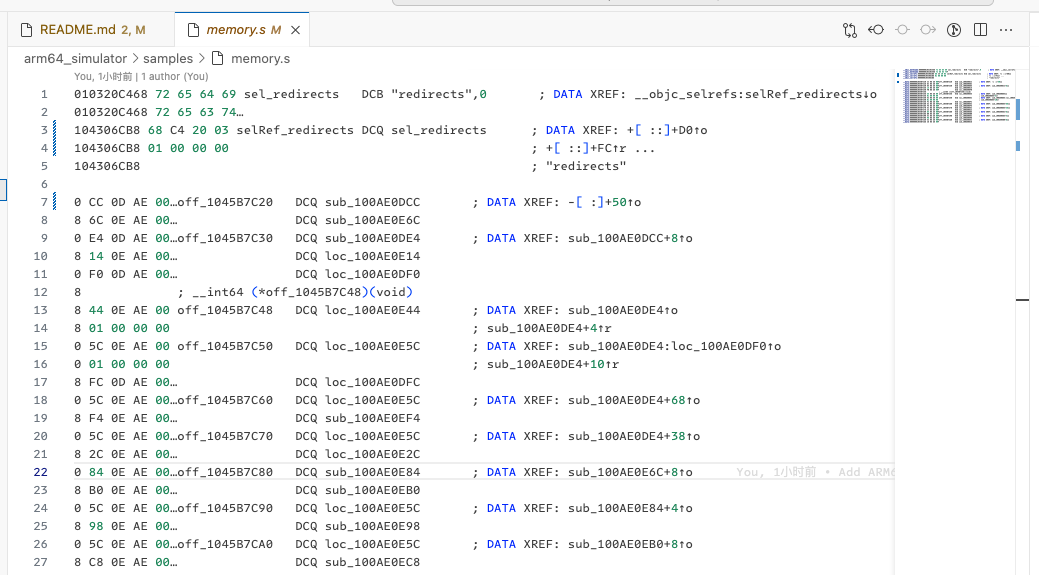 README.md 2, M
memory.s M
arm64_simulator > samples > memory.s
You, 1小时前 | 1 author (You)
1 010320C468 72 65 64 69 sel_redirects DCB "redirects",0 ; DATA XREF: __objc_selrefs:selRef_redirects↓o
2 010320C468 72 65 63 74…
3 104306CB8 68 C4 20 03 selRef_redirects DCQ sel_redirects ; DATA XREF: +[ ::]+D0↑o
4 104306CB8 01 00 00 00 ; +[ ::]+FC↑r ...
5 104306CB8 ; "redirects"
6
7 0 CC 0D AE 00…off_1045B7C20 DCQ sub_100AE0DCC ; DATA XREF: -[ :]+50↑o
8 8 6C 0E AE 00… DCQ sub_100AE0E6C
9 0 E4 0D AE 00…off_1045B7C30 DCQ sub_100AE0DE4 ; DATA XREF: sub_100AE0DCC+8↑o
10 8 14 0E AE 00… DCQ loc_100AE0E14
11 0 F0 0D AE 00… DCQ loc_100AE0DF0
12 8 ; __int64 (*off_1045B7C48)(void)
13 8 44 0E AE 00 off_1045B7C48 DCQ loc_100AE0E44 ; DATA XREF: sub_100AE0DE4↑o
14 8 01 00 00 00 ; sub_100AE0DE4+4↑r
15 0 5C 0E AE 00 off_1045B7C50 DCQ loc_100AE0E5C ; DATA XREF: sub_100AE0DE4:loc_100AE0DF0↑o
16 0 01 00 00 00 ; sub_100AE0DE4+10↑r
17 8 FC 0D AE 00… DCQ loc_100AE0DFC
18 0 5C 0E AE 00…off_1045B7C60 DCQ loc_100AE0E5C ; DATA XREF: sub_100AE0DE4+68↑o
19 8 F4 0E AE 00… DCQ sub_100AE0EF4
20 0 5C 0E AE 00…off_1045B7C70 DCQ loc_100AE0E5C ; DATA XREF: sub_100AE0DE4+38↑o
21 8 2C 0E AE 00… DCQ loc_100AE0E2C
22 0 84 0E AE 00…off_1045B7C80 DCQ sub_100AE0E84 ; DATA XREF: sub_100AE0E6C+8↑o You, 1小时前 • Add ARM6
23 8 B0 0E AE 00… DCQ sub_100AE0EB0
24 0 5C 0E AE 00…off_1045B7C90 DCQ loc_100AE0E5C ; DATA XREF: sub_100AE0E84+4↑o
25 8 98 0E AE 00… DCQ sub_100AE0E98
26 0 5C 0E AE 00…off_1045B7CA0 DCQ loc_100AE0E5C ; DATA XREF: sub_100AE0EB0+8↑o
27 8 C8 0E AE 00… DCQ sub_100AE0EC8